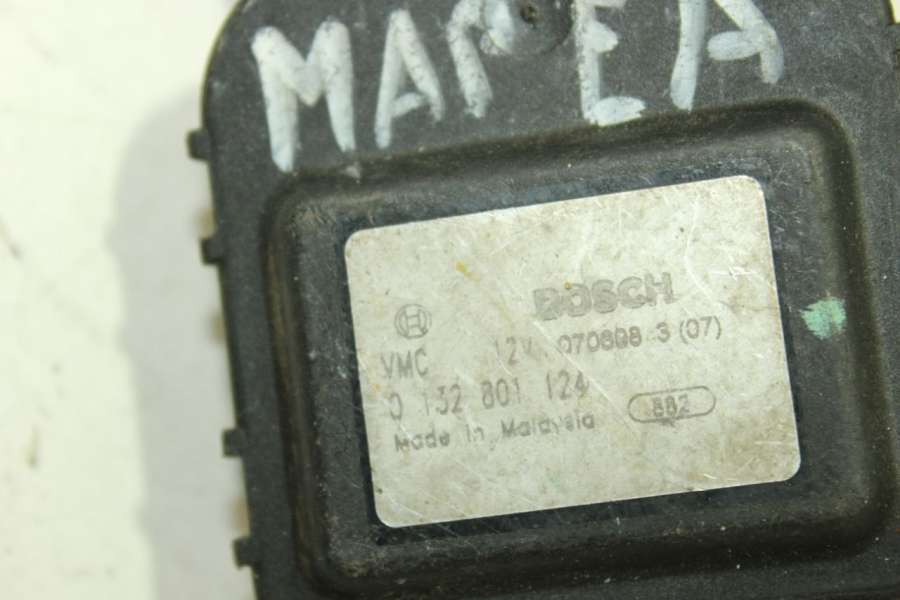 MAREA
BOSCH
VMC 12V 070898 3 (07)
0 132 801 124
Made in Malaysia 882